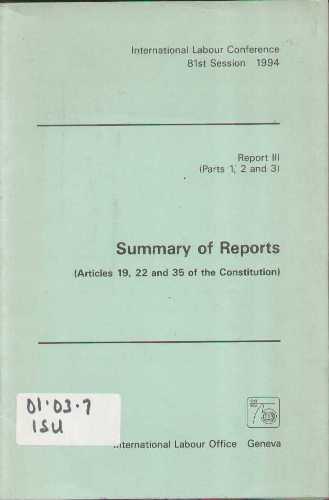 International Labour Conference
81st Session 1994
Report III
(Parts 1, 2 and 3)
Summary of Reports
(Articles 19, 22 and 35 of the Constitution)
01.03.7
ISU
International Labour Office Geneva